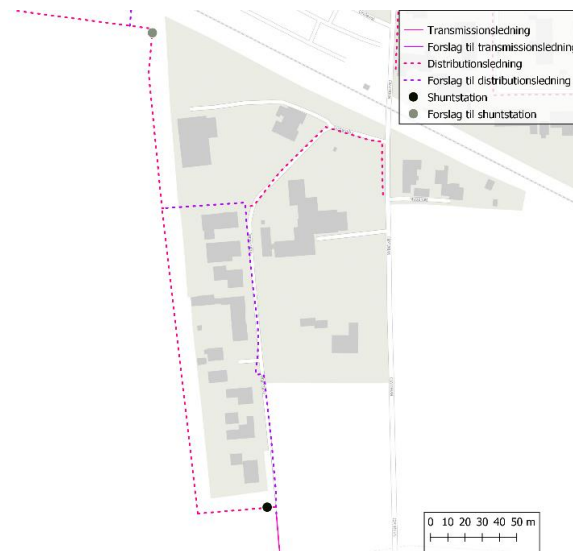 Transmissionsledning
Forslag til transmissionsledning
Distributionsledning
Forslag til distributionsledning
Shuntstation
Forslag til shuntstation
0 10 20 30 40 50 m